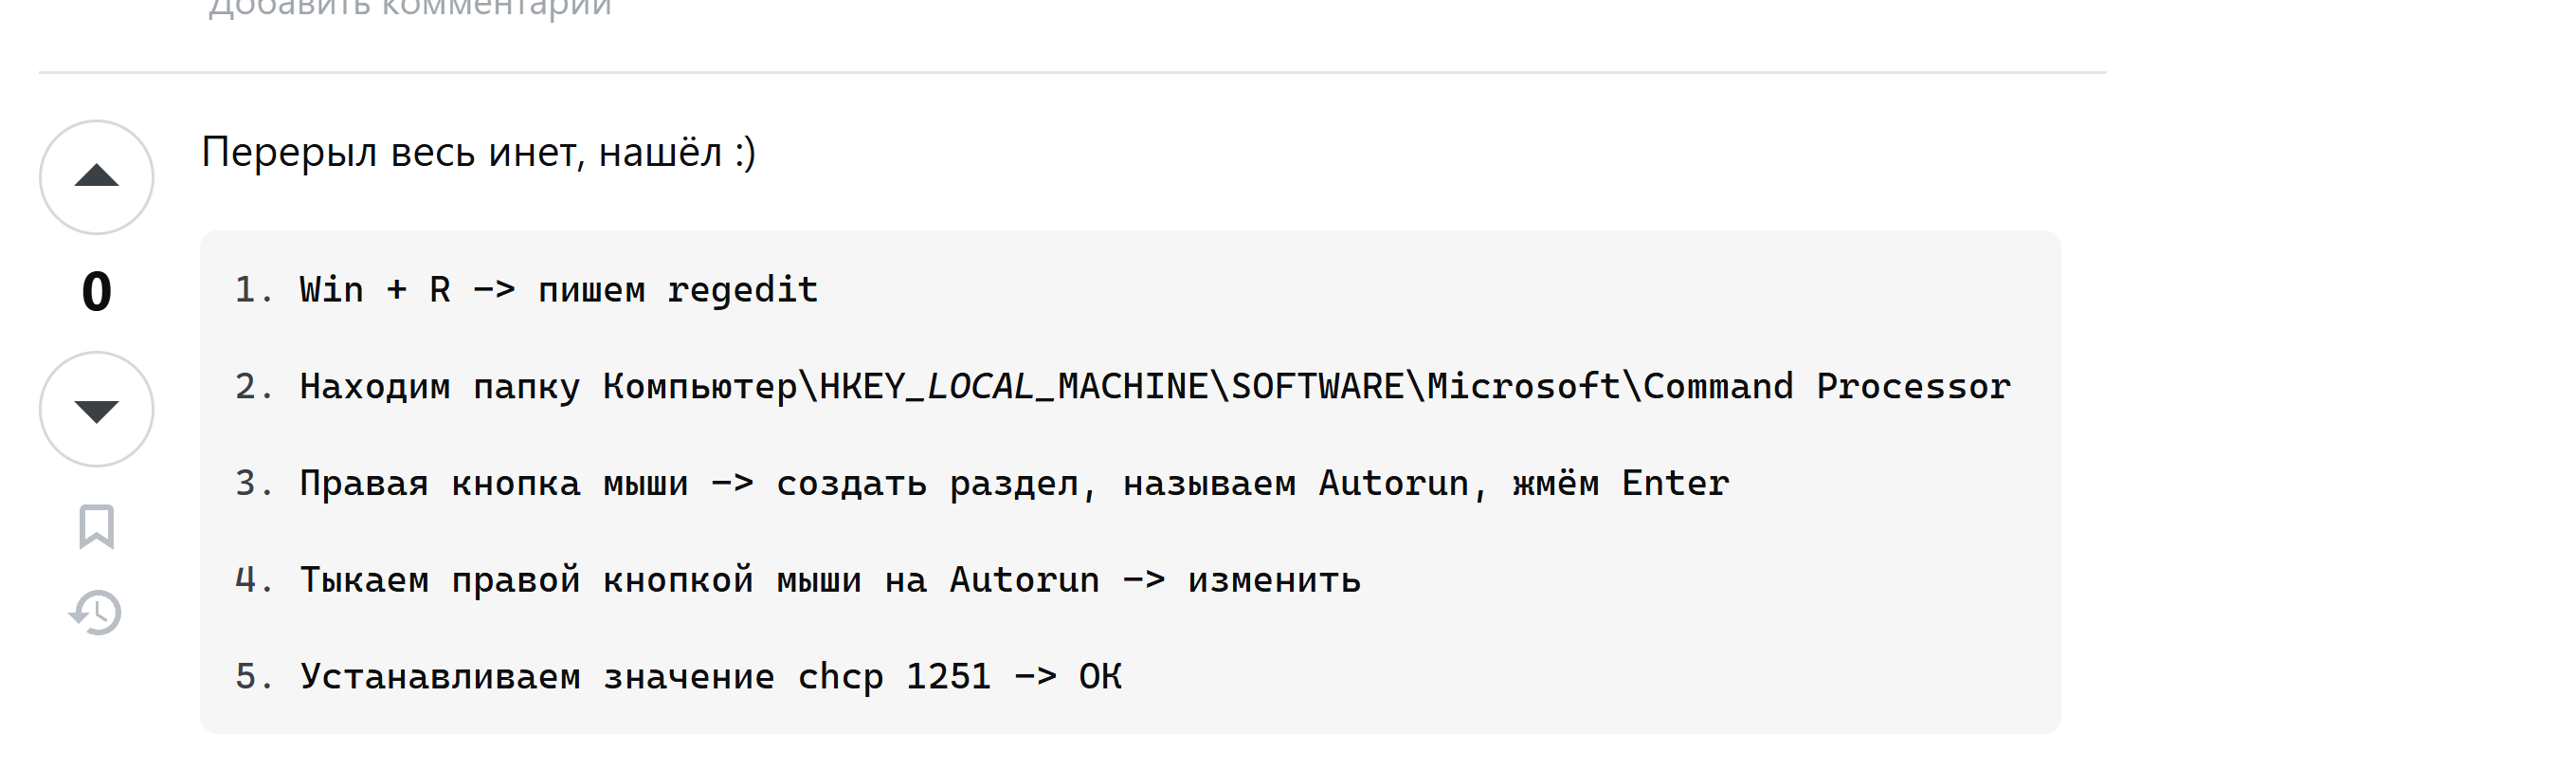 Добавить комментарий
Перерыл весь инет, нашёл :)
0
1. Win + R -> пишем regedit
2. Находим папку Компьютер\HKEY_LOCAL_MACHINE\SOFTWARE\Microsoft\Command Processor
3. Правая кнопка мыши -> создать раздел, называем Autorun, жмём Enter
4. Тыкаем правой кнопкой мыши на Autorun -> изменить
5. Устанавливаем значение chcp 1251 -> ОК